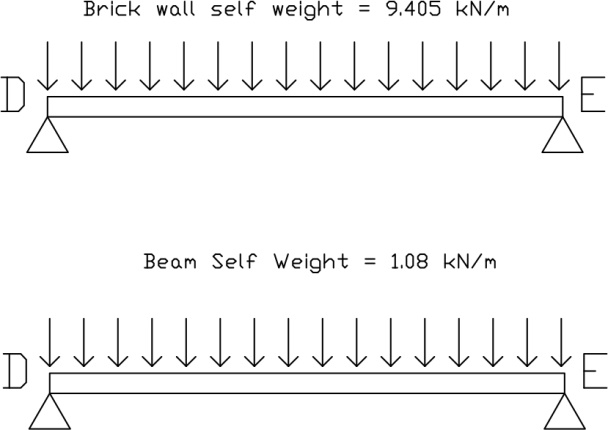 Brick wall self weight = 9.405 kN/m
D E
Beam Self Weight = 1.08 kN/m
D E